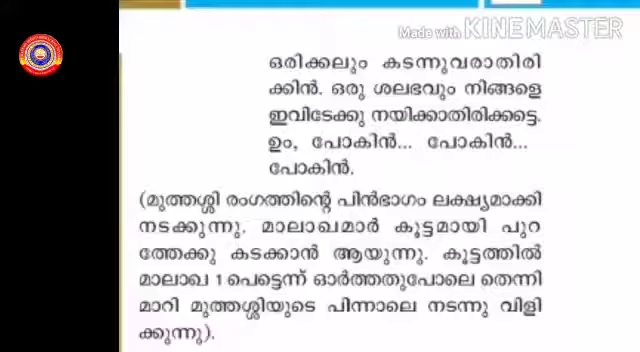 Made with KINEMASTER
ഒരിക്കലും കടന്നുവരാതിരി
ക്കിൻ. ഒരു ശലഭവും നിങ്ങളെ
ഇവിടേക്കു നയിക്കാതിരിക്കട്ടെ.
ഉം, പോകിൻ... പോകിൻ...
പോകിൻ.
(മുത്തശ്ശി രംഗത്തിന്റെ പിൻഭാഗം ലക്ഷ്യമാക്കി
നടക്കുന്നു. മാലാഖമാർ കൂട്ടമായി പുറ
ത്തേക്കു കടക്കാൻ ആയുന്നു. കൂട്ടത്തിൽ
മാലാഖ 1 പെട്ടെന്ന് ഓർത്തതുപോലെ തെന്നി
മാറി മുത്തശ്ശിയുടെ പിന്നാലെ നടന്നു വിളി
ക്കുന്നു).